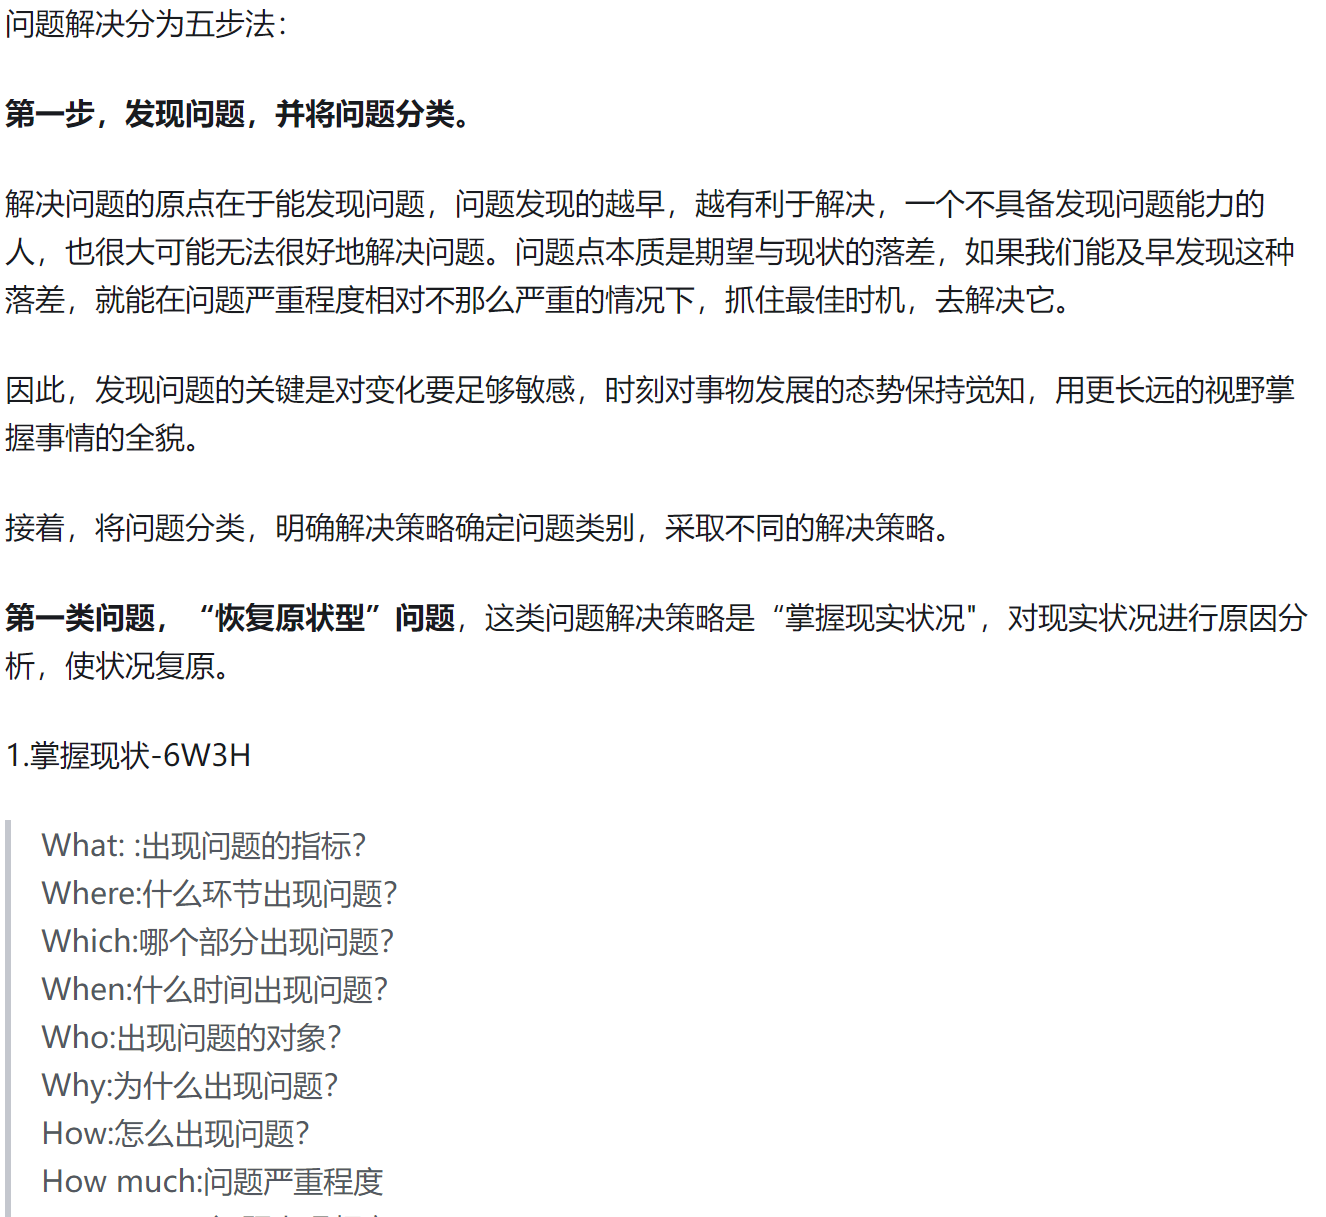 问题解决分为五步法：
第一步，发现问题，并将问题分类。
解决问题的原点在于能发现问题，问题发现的越早，越有利于解决，一个不具备发现问题能力的
人，也很大可能无法很好地解决问题。问题点本质是期望与现状的落差，如果我们能及早发现这种
落差，就能在问题严重程度相对不那么严重的情况下，抓住最佳时机，去解决它。
因此，发现问题的关键是对变化要足够敏感，时刻对事物发展的态势保持觉知，用更长远的视野掌
握事情的全貌。
接着，将问题分类，明确解决策略确定问题类别，采取不同的解决策略。
第一类问题，“恢复原状型”问题，这类问题解决策略是“掌握现实状况"，对现实状况进行原因分
析，使状况复原。
1.掌握现状-6W3H
What: :出现问题的指标？
Where:什么环节出现问题？
Which:哪个部分出现问题？
When:什么时间出现问题？
Who:出现问题的对象？
Why:为什么出现问题？
How:怎么出现问题？
How much:问题严重程度